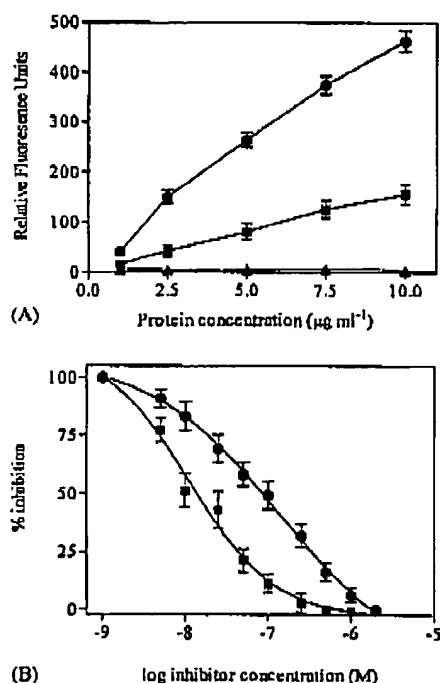 500
400
300
200
100
0
Relative Fluoresence Units
0.0 2.5 5.0 7.5 10.0
(A) Protein concentration (µg ml⁻¹)
100
75
50
25
0
% inhibition
-9 -8 -7 -6 -5
(B) log inhibitor concentration (M)